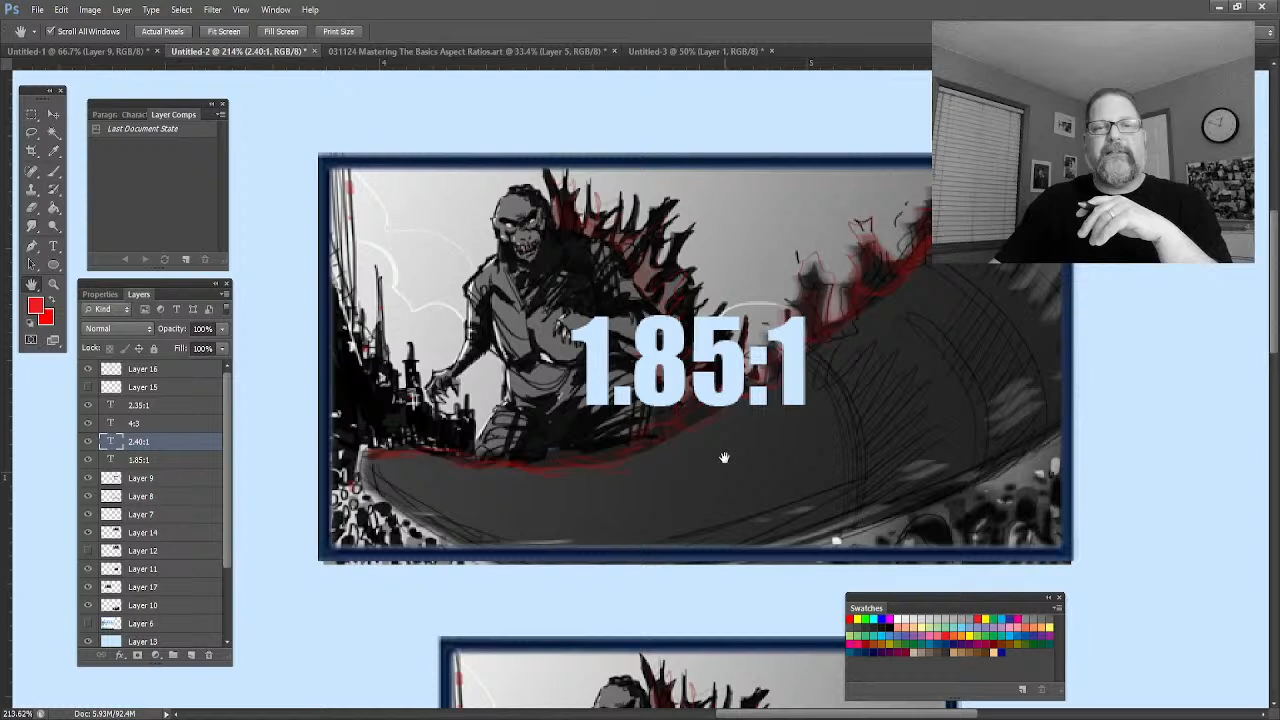 Ps File Edit Image Layer Type Select Filter View Window Help
Scroll All Windows Actual Pixels Fit Screen Fill Screen Print Size
Untitled-1 @ 66.7% (Layer 9, RGB/8) * × Untitled-2 @ 214% (2.40:1, RGB/8) * × 031124 Mastering The Basics Aspect Ratios.art @ 33.4% (Layer 5, RGB/8) * × Untitled-3 @ 50% (Layer 1, RGB/8) * ×
4 5
Paragr Charac Layer Comps
Last Document State
1.85:1
Properties Layers
Kind
Normal Opacity: 100%
Lock: Fill: 100%
Layer 16
Layer 15
2.35:1
4:3
2.40:1
1.85:1
Layer 9
Layer 8
Layer 7
Layer 14
Layer 12
Layer 11
Layer 17
Layer 10
Layer 6
Layer 13
Swatches
213.62% Doc: 5.93M/92.4M